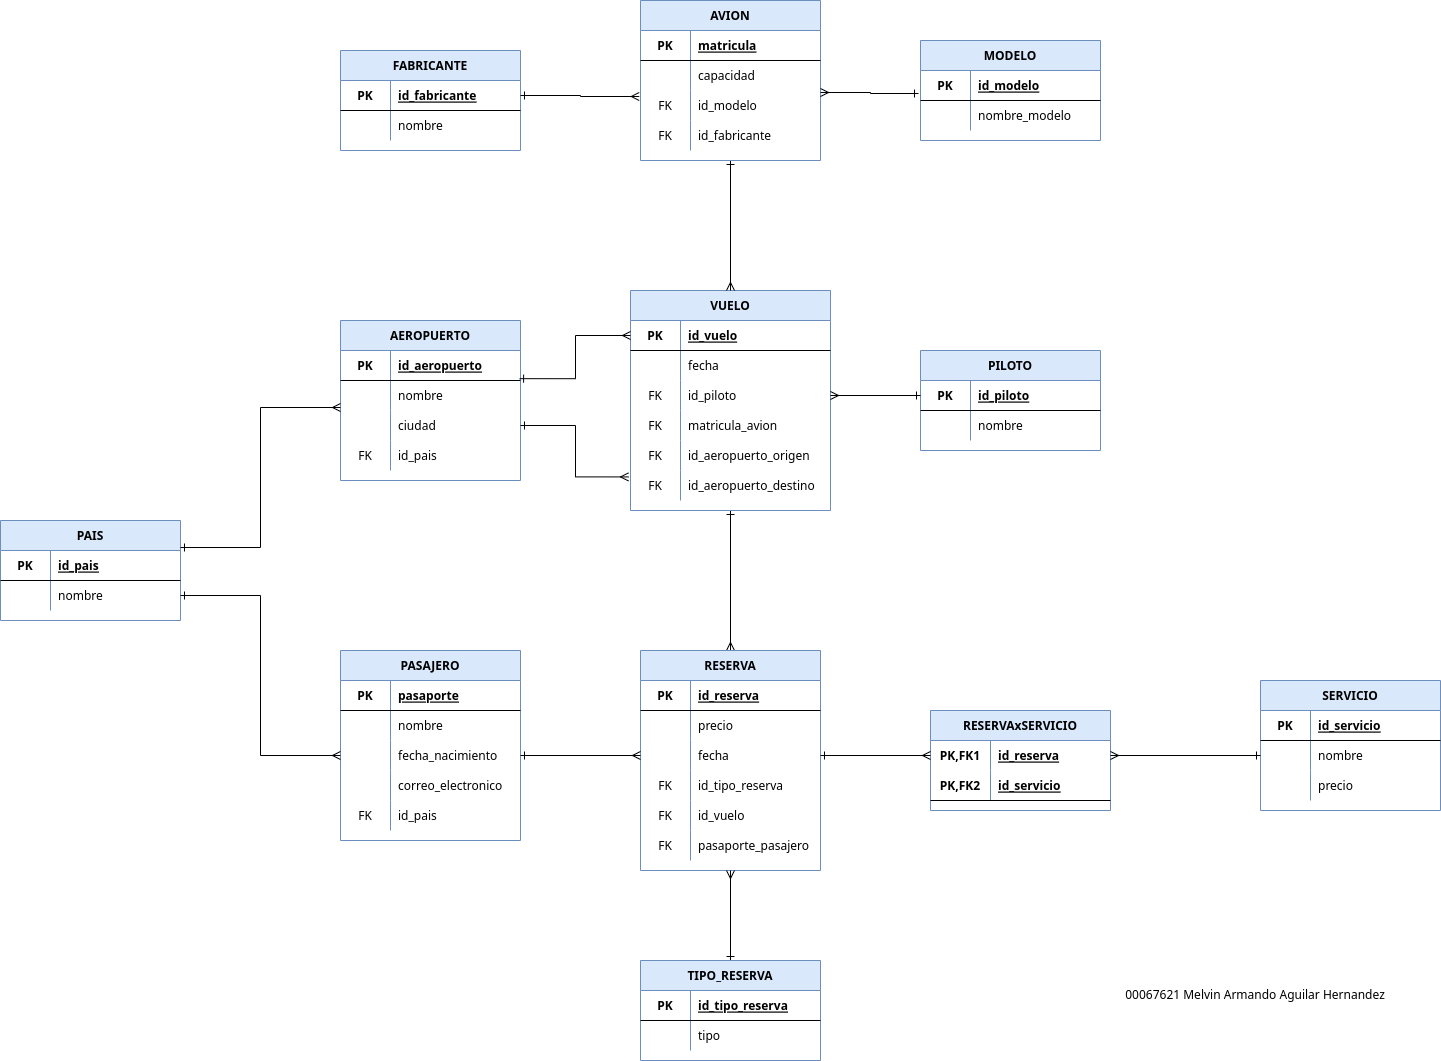 AVION
PK matricula
capacidad
FK id_modelo
FK id_fabricante
FABRICANTE
PK id_fabricante
nombre
MODELO
PK id_modelo
nombre_modelo
VUELO
PK id_vuelo
fecha
FK id_piloto
FK matricula_avion
FK id_aeropuerto_origen
FK id_aeropuerto_destino
AEROPUERTO
PK id_aeropuerto
nombre
ciudad
FK id_pais
PILOTO
PK id_piloto
nombre
PAIS
PK id_pais
nombre
PASAJERO
PK pasaporte
nombre
fecha_nacimiento
correo_electronico
FK id_pais
RESERVA
PK id_reserva
precio
fecha
FK id_tipo_reserva
FK id_vuelo
FK pasaporte_pasajero
RESERVAxSERVICIO
PK,FK1 id_reserva
PK,FK2 id_servicio
SERVICIO
PK id_servicio
nombre
precio
TIPO_RESERVA
PK id_tipo_reserva
tipo
00067621 Melvin Armando Aguilar Hernandez